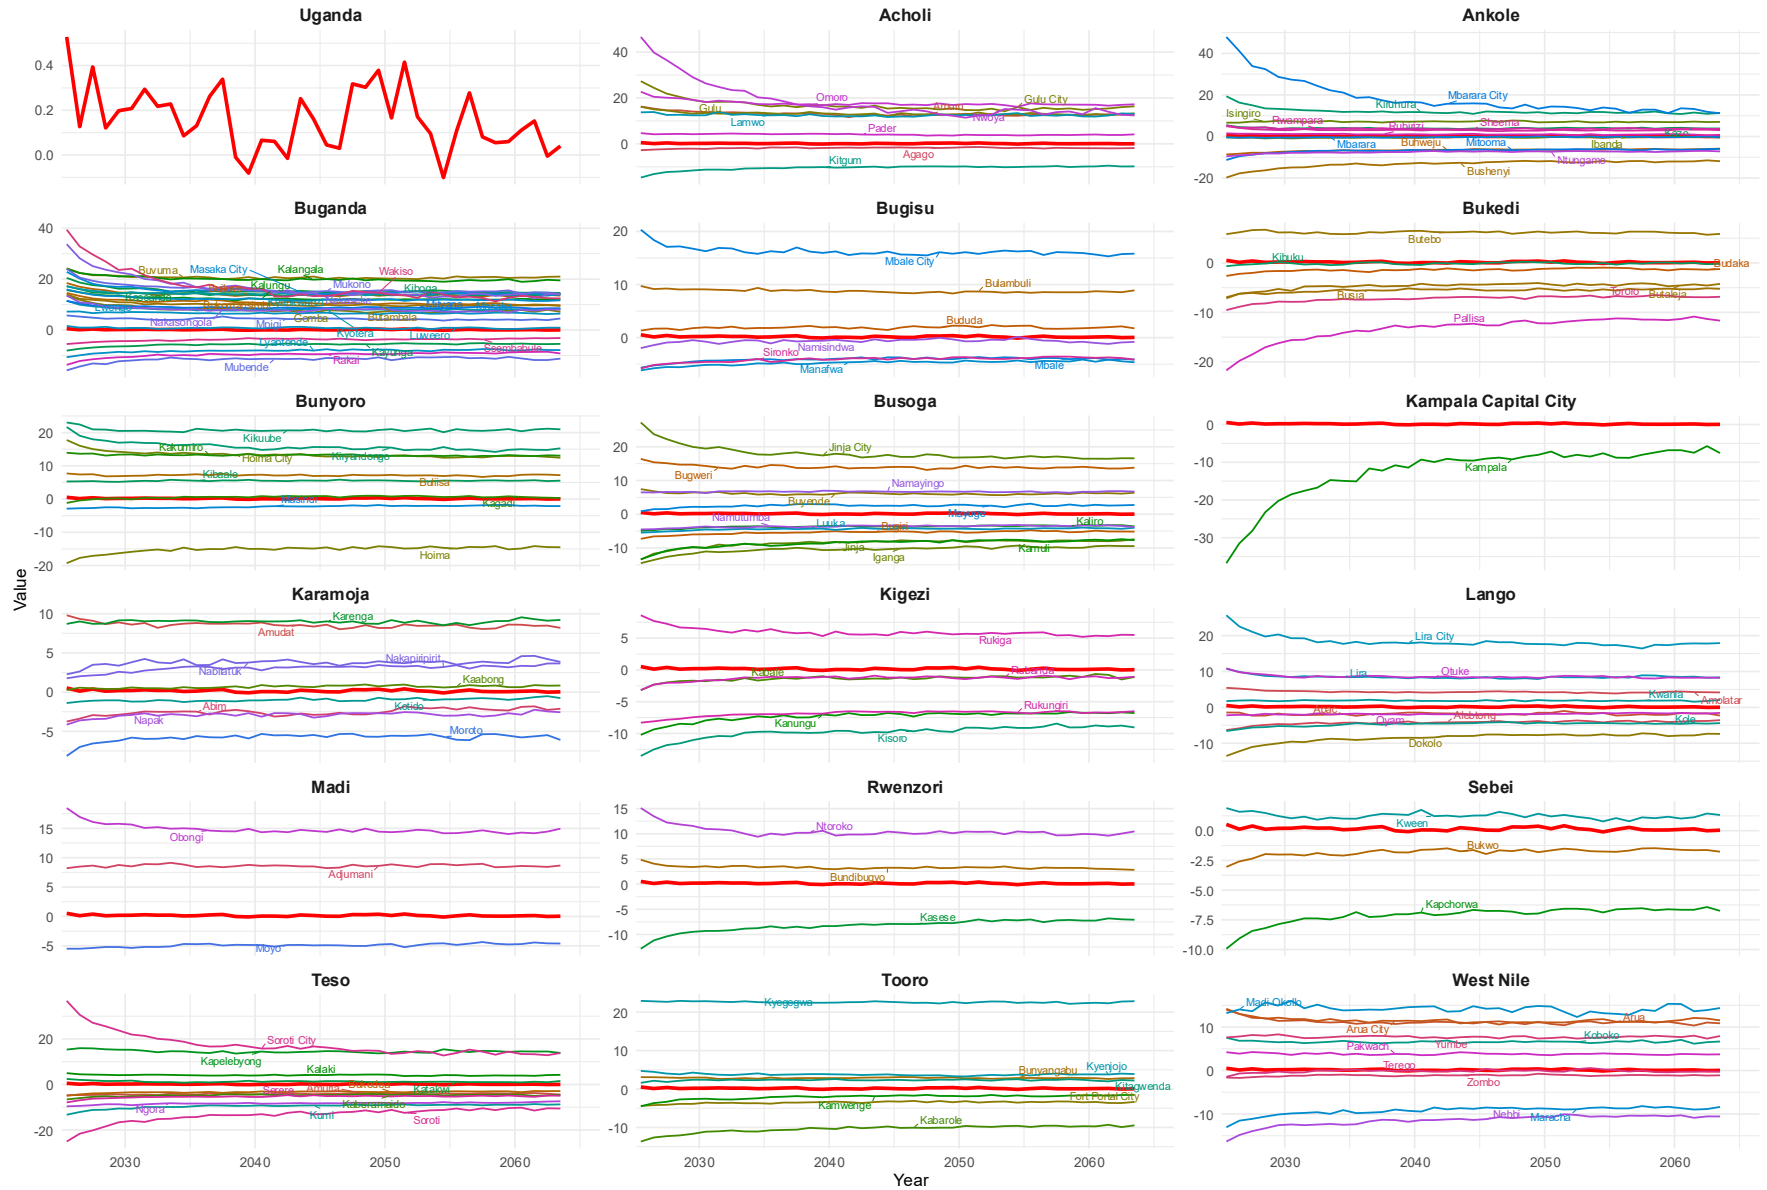 Uganda
Acholi
Ankole
0.4
0.2
0.0
40
20
0
Omoro
Gulu
Gulu City
Lamwo
Nwoya
Pader
Agago
Kitgum
40
20
0
-20
Mbarara City
Kiruhura
Isingiro
Rwampara
Rubirizi
Sheema
Kazo
Mbarara
Buhweju
Mitooma
Ibanda
Ntungamo
Bushenyi
Buganda
Bugisu
Bukedi
40
20
0
Buvuma
Masaka City
Kalangala
Wakiso
Kalungu
Mukono
Kiboga
Nakasongola
Mpigi
Gomba
Butambala
Kyotera
Luweero
Lyantonde
Kayunga
Ssembabule
Rakai
Mubende
20
10
0
Mbale City
Bulambuli
Bududa
Namisindwa
Sironko
Manafwa
Mbale
0
-10
-20
Butebo
Kibuku
Budaka
Busia
Tororo
Butaleja
Pallisa
Bunyoro
Busoga
Kampala Capital City
20
10
0
-10
-20
Kikuube
Kakumiro
Hoima City
Kiryandongo
Kibaale
Buliisa
Masindi
Kagadi
Hoima
20
10
0
-10
Jinja City
Bugweri
Namayingo
Buyende
Mayuge
Namutumba
Luuka
Bugiri
Kaliro
Jinja
Iganga
Kamuli
0
-10
-20
-30
Kampala
Value
Karamoja
Kigezi
Lango
10
5
0
-5
Karenga
Amudat
Nabilatuk
Nakapiripirit
Kaabong
Abim
Kotido
Napak
Moroto
5
0
-5
-10
Rukiga
Kabale
Rubanda
Rukungiri
Kanungu
Kisoro
20
10
0
-10
Lira City
Lira
Otuke
Kwania
Amolatar
Apac
Oyam
Alebtong
Kole
Dokolo
Madi
Rwenzori
Sebei
15
10
5
0
-5
Obongi
Adjumani
Moyo
15
10
5
0
-5
-10
Ntoroko
Bundibugyo
Kasese
0.0
-2.5
-5.0
-7.5
-10.0
Kween
Bukwo
Kapchorwa
Teso
Tooro
West Nile
20
0
-20
Soroti City
Kapelebyong
Kalaki
Serere
Amuria
Bukedea
Katakwi
Kaberamaido
Ngora
Kumi
Soroti
20
10
0
-10
Kyegegwa
Kyenjojo
Bunyangabu
Kitagwenda
Fort Portal City
Kamwenge
Kabarole
10
0
-10
Madi Okollo
Arua
Arua City
Koboko
Pakwach
Yumbe
Terego
Zombo
Nebbi
Maracha
2030
2040
2050
2060
2030
2040
2050
2060
2030
2040
2050
2060
Year